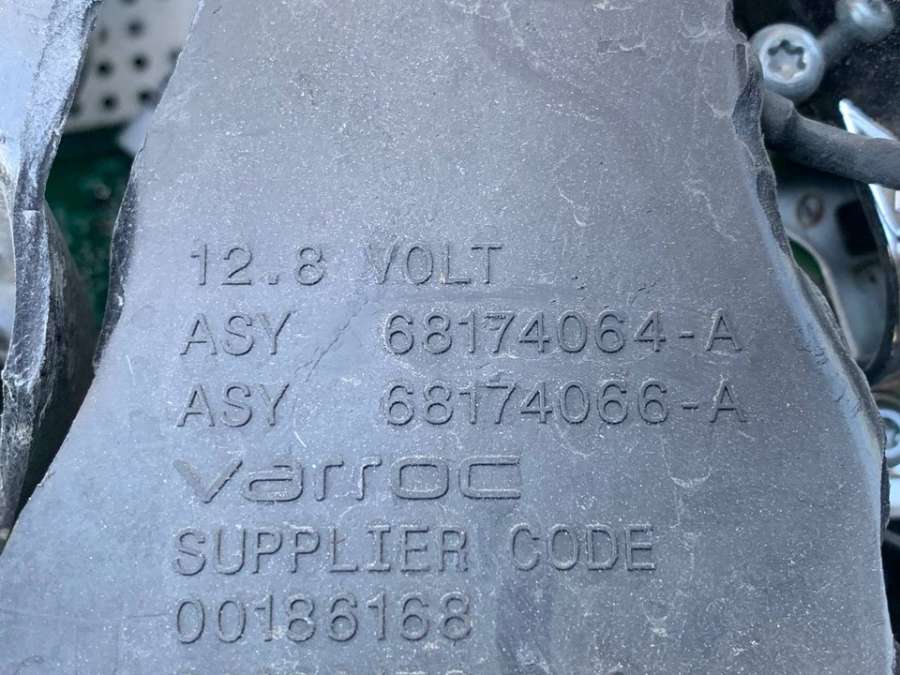 12.8 VOLT
ASY 68174064-A
ASY 68174066-A
varroc
SUPPLIER CODE
00186168